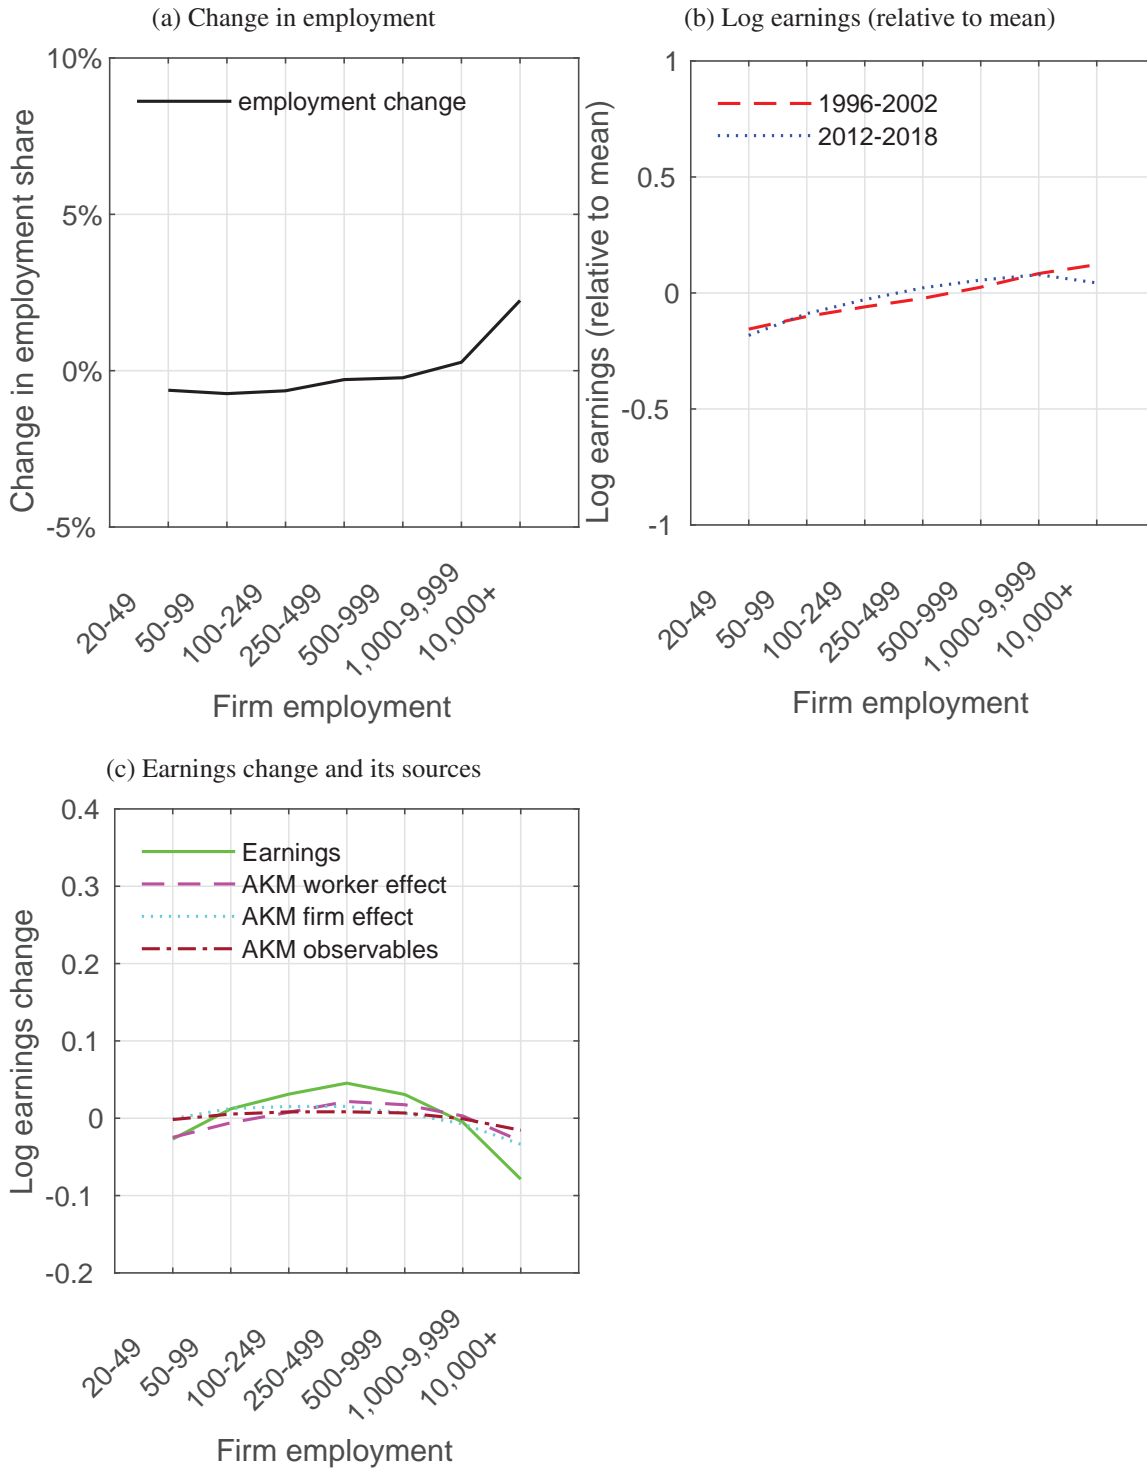 (a) Change in employment
10%
5%
0%
-5%
Change in employment share
employment change
20-49
50-99
100-249
250-499
500-999
1,000-9,999
10,000+
Firm employment
(b) Log earnings (relative to mean)
1
0.5
0
-0.5
-1
Log earnings (relative to mean)
1996-2002
2012-2018
20-49
50-99
100-249
250-499
500-999
1,000-9,999
10,000+
Firm employment
(c) Earnings change and its sources
0.4
0.3
0.2
0.1
0
-0.1
-0.2
Log earnings change
Earnings
AKM worker effect
AKM firm effect
AKM observables
20-49
50-99
100-249
250-499
500-999
1,000-9,999
10,000+
Firm employment